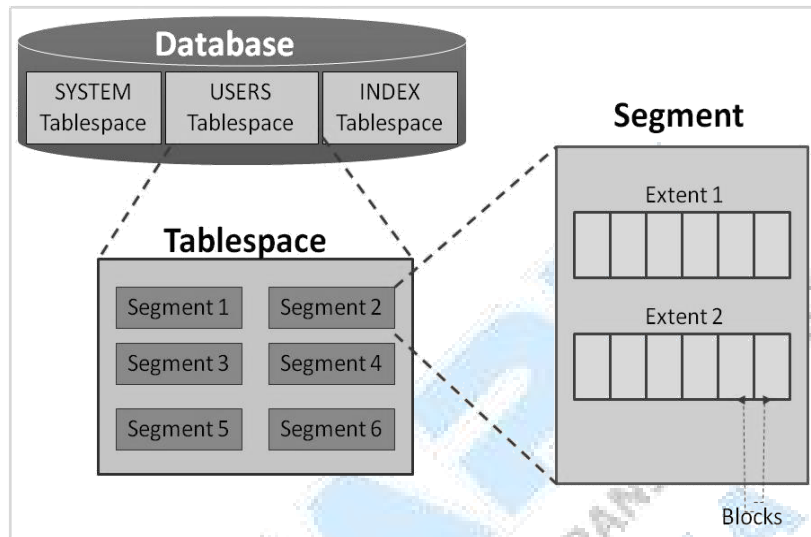 Database
SYSTEM
Tablespace
USERS
Tablespace
INDEX
Tablespace
Tablespace
Segment 1
Segment 2
Segment 3
Segment 4
Segment 5
Segment 6
Segment
Extent 1
Extent 2
Blocks